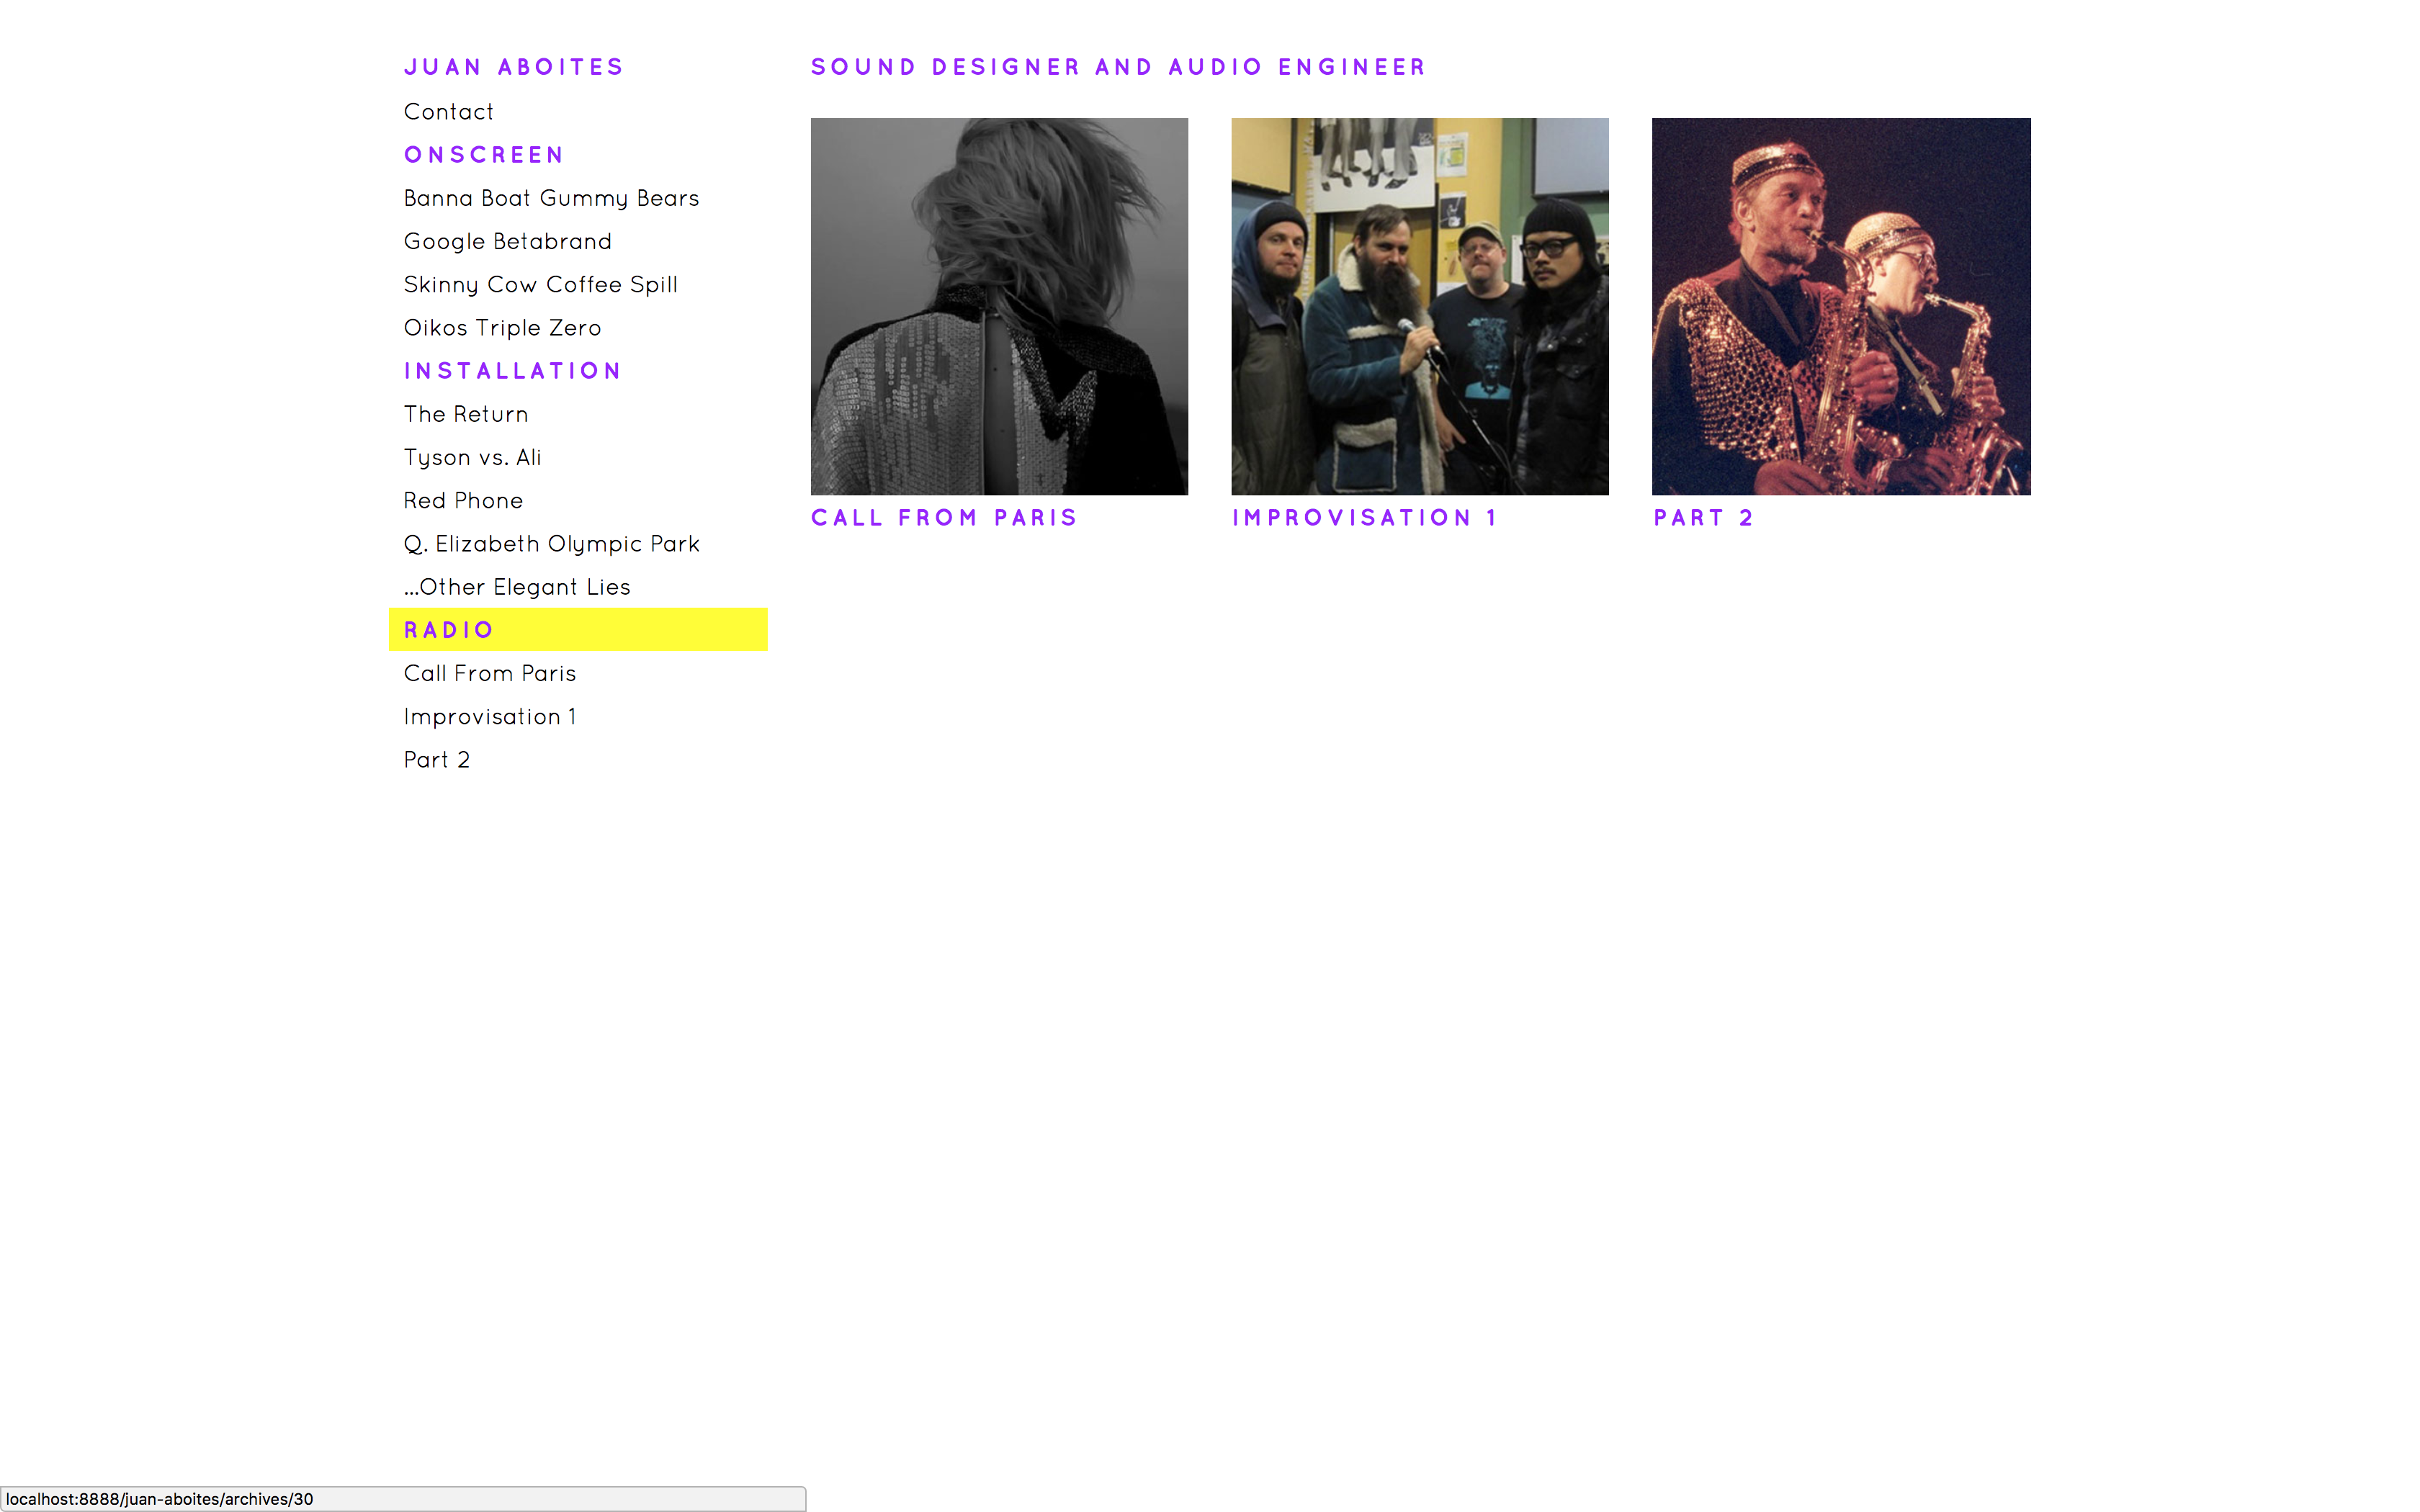 JUAN ABOITES
Contact
ONSCREEN
Banna Boat Gummy Bears
Google Betabrand
Skinny Cow Coffee Spill
Oikos Triple Zero
INSTALLATION
The Return
Tyson vs. Ali
Red Phone
Q. Elizabeth Olympic Park
...Other Elegant Lies
RADIO
Call From Paris
Improvisation 1
Part 2
SOUND DESIGNER AND AUDIO ENGINEER
CALL FROM PARIS
IMPROVISATION 1
PART 2
localhost:8888/juan-aboites/archives/30